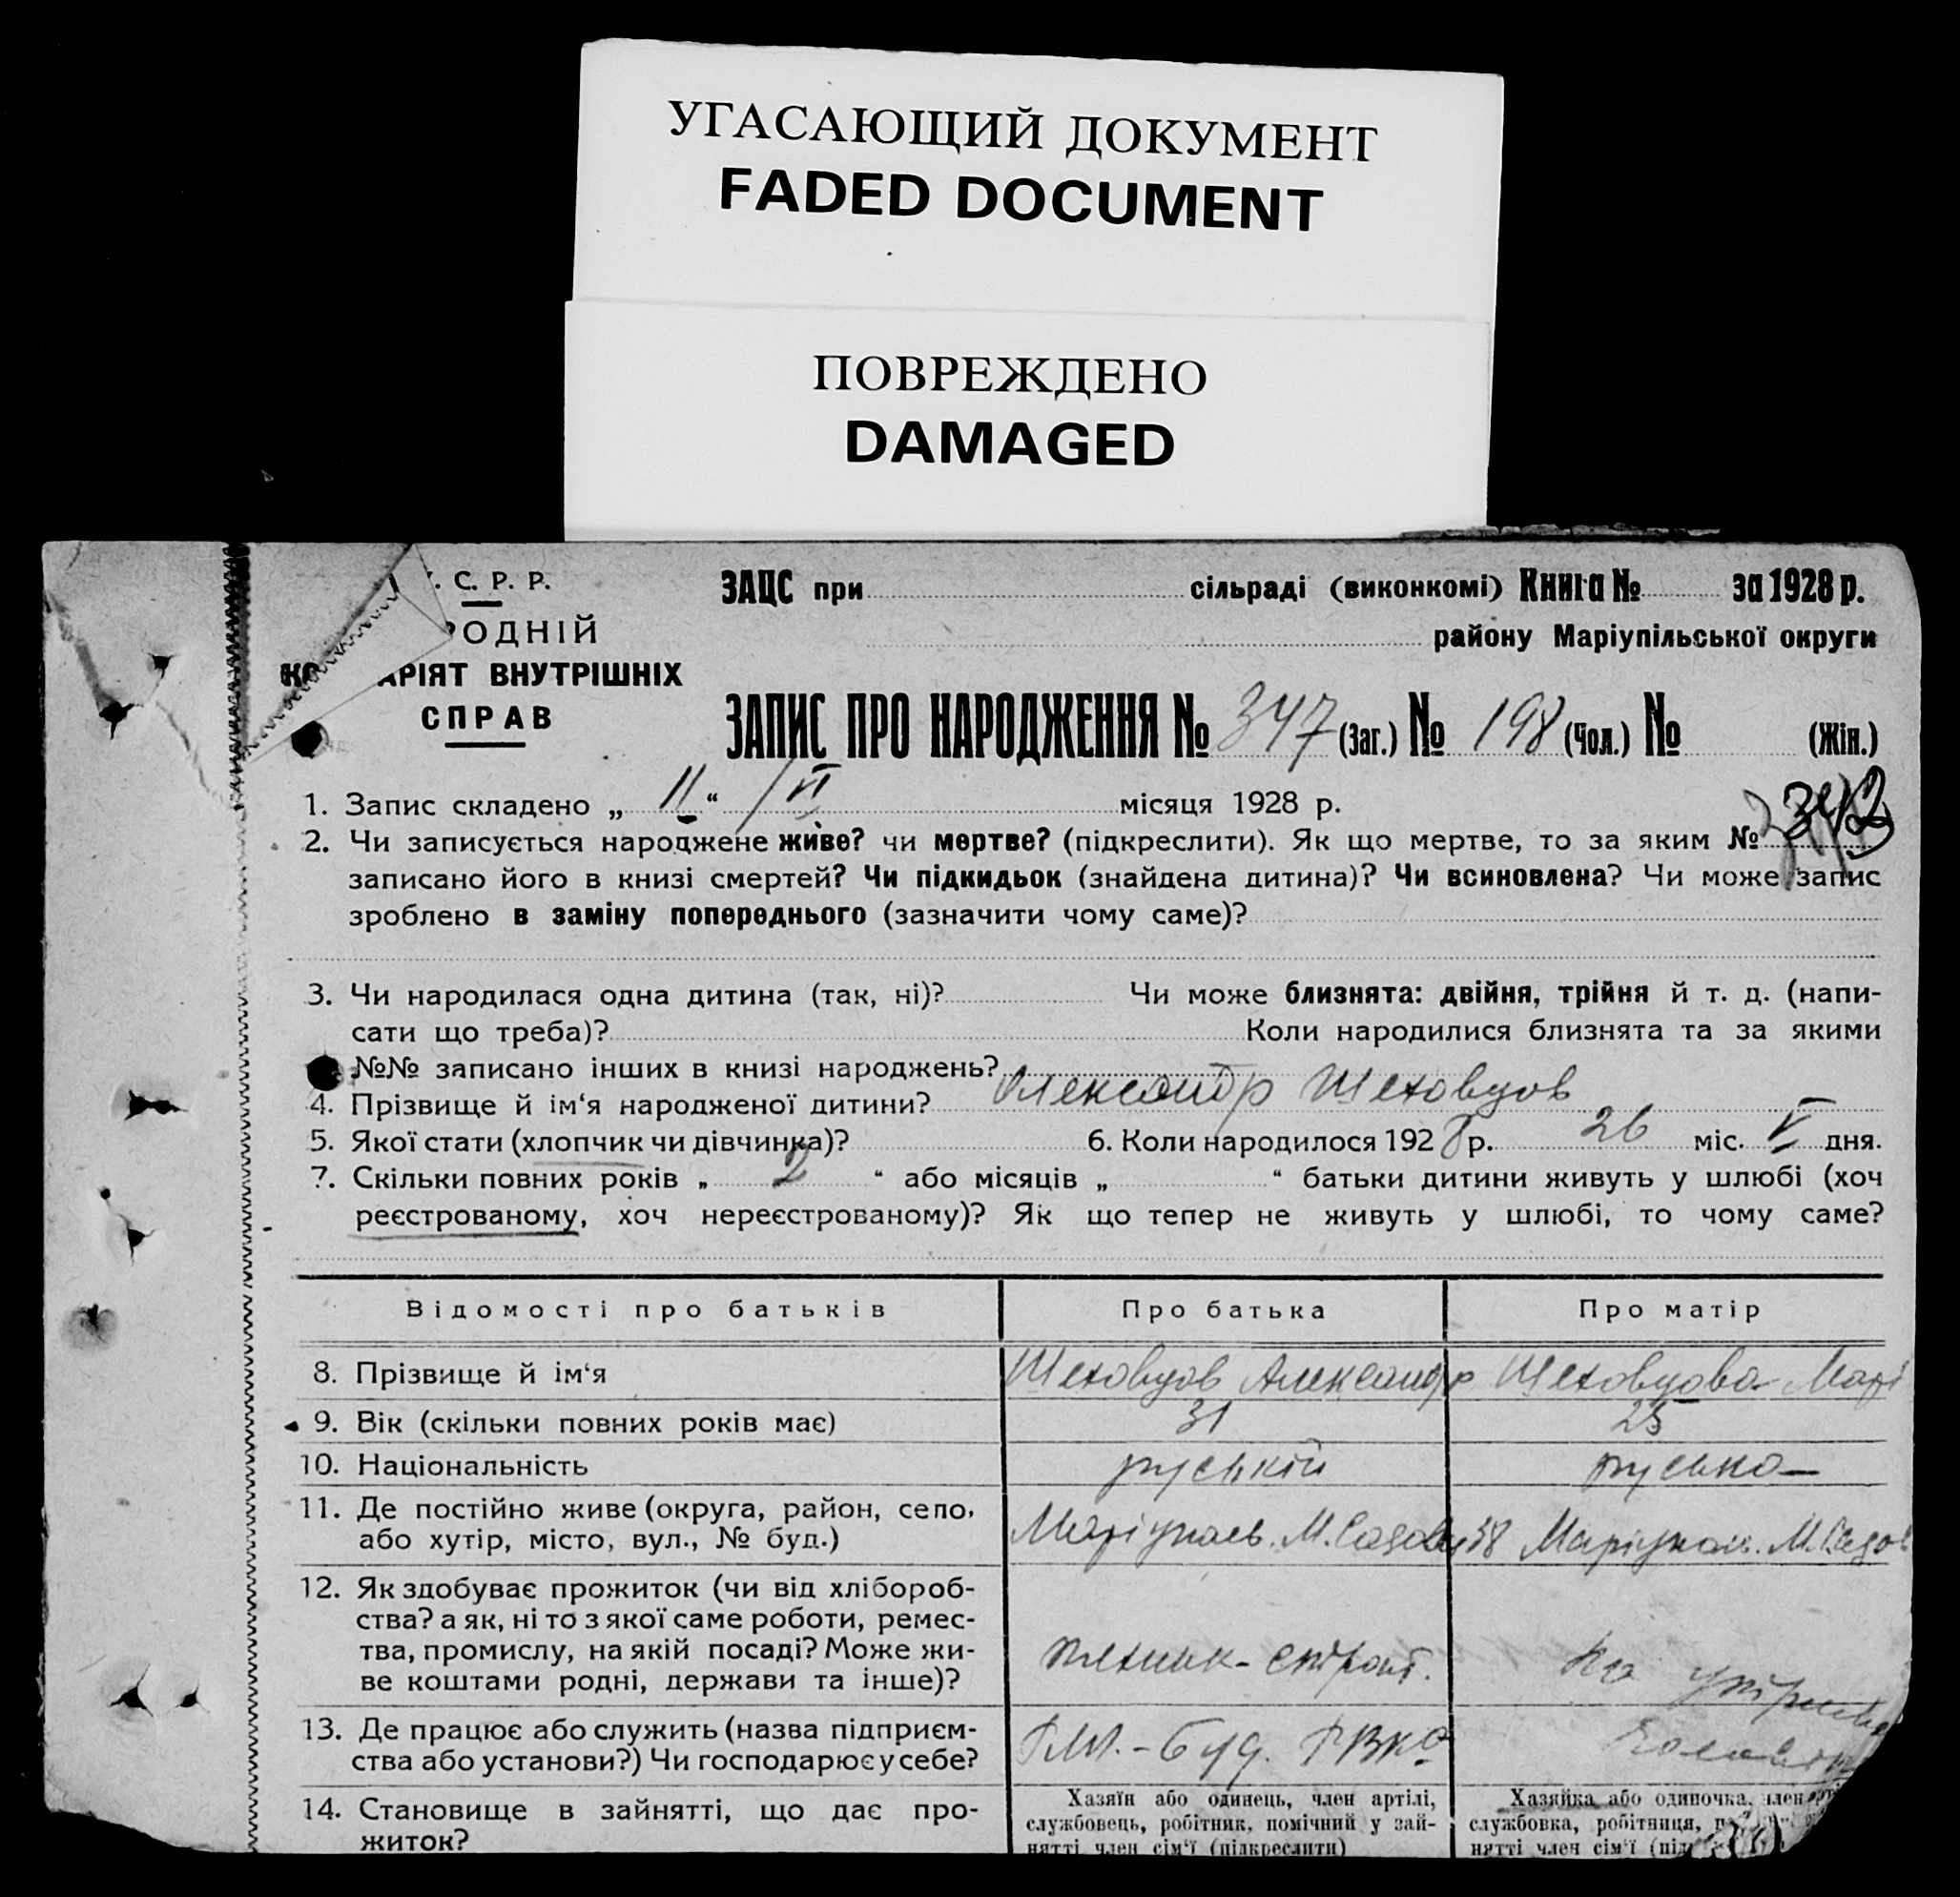 УГАСАЮЩИЙ ДОКУМЕНТ
FADED DOCUMENT
ПОВРЕЖДЕНО
DAMAGED
. С. Р. Р.
РОДНІЙ
АРІЯТ ВНУТРІШНІХ
СПРАВ
ЗАЦС при сільраді (виконкомі) Книга № за 1928 р.
району Маріупільської округи
ЗАПИС ПРО НАРОДЖЕННЯ № 347 (Заг.) № 198 (Чол.) № (Жін.)
1. Запис складено „ 11 “ VI місяця 1928 р.
342
2. Чи записується народжене живе? чи мертве? (підкреслити). Як що мертве, то за яким №
записано його в книзі смертей? Чи підкидьок (знайдена дитина)? Чи всиновлена? Чи може запис
зроблено в заміну попереднього (зазначити чому саме)?
3. Чи народилася одна дитина (так, ні)? Чи може близнята: двійня, трійня й т. д. (напи-
сати що треба)? Коли народилися близнята та за якими
№№ записано інших в книзі народжень?
4. Прізвище й ім‘я народженої дитини? Олександр Шеховцов
5. Якої стати (хлопчик чи дівчинка)? 6. Коли народилося 1928 р. 26 міс. V дня.
7. Скільки повних років „ 2 “ або місяців „ “ батьки дитини живуть у шлюбі (хоч
реєстрованому, хоч нереєстрованому)? Як що тепер не живуть у шлюбі, то чому саме?
Відомості про батьків Про батька Про матір
8. Прізвище й ім‘я Шеховцов Александр Шеховцова Марі
9. Вік (скільки повних років має) 31 25
10. Національність руський руська
11. Де постійно живе (округа, район, село,
або хутір, місто, вул., № буд.) М. Садова 38 М. Садов
12. Як здобуває прожиток (чи від хлібороб-
ства? а як, ні то з якої саме роботи, ремес-
тва, промислу, на якій посаді? Може жи-
ве коштами родні, держави та інше)? техник-строит. на
13. Де працює або служить (назва підприєм-
ства або установи?) Чи господарює у себе?
14. Становище в зайнятті, що дає про-
житок?
Хазяїн або одинець, член артілі,
службовець, робітник, помічний у зай-
нятті член сім‘ї (підкреслити)
Хазяйка або одиночка, член
службовка, робітниця,
нятті член сім‘ї (під